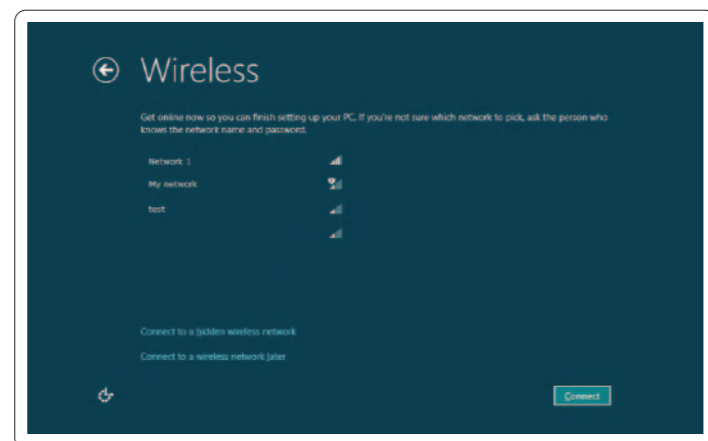 Wireless
Get online now so you can finish setting up your PC. If you're not sure which network to pick, ask the person who
knows the network name and password.
Network 1
My network
test
Connect to a hidden wireless network
Connect to a wireless network later
Connect